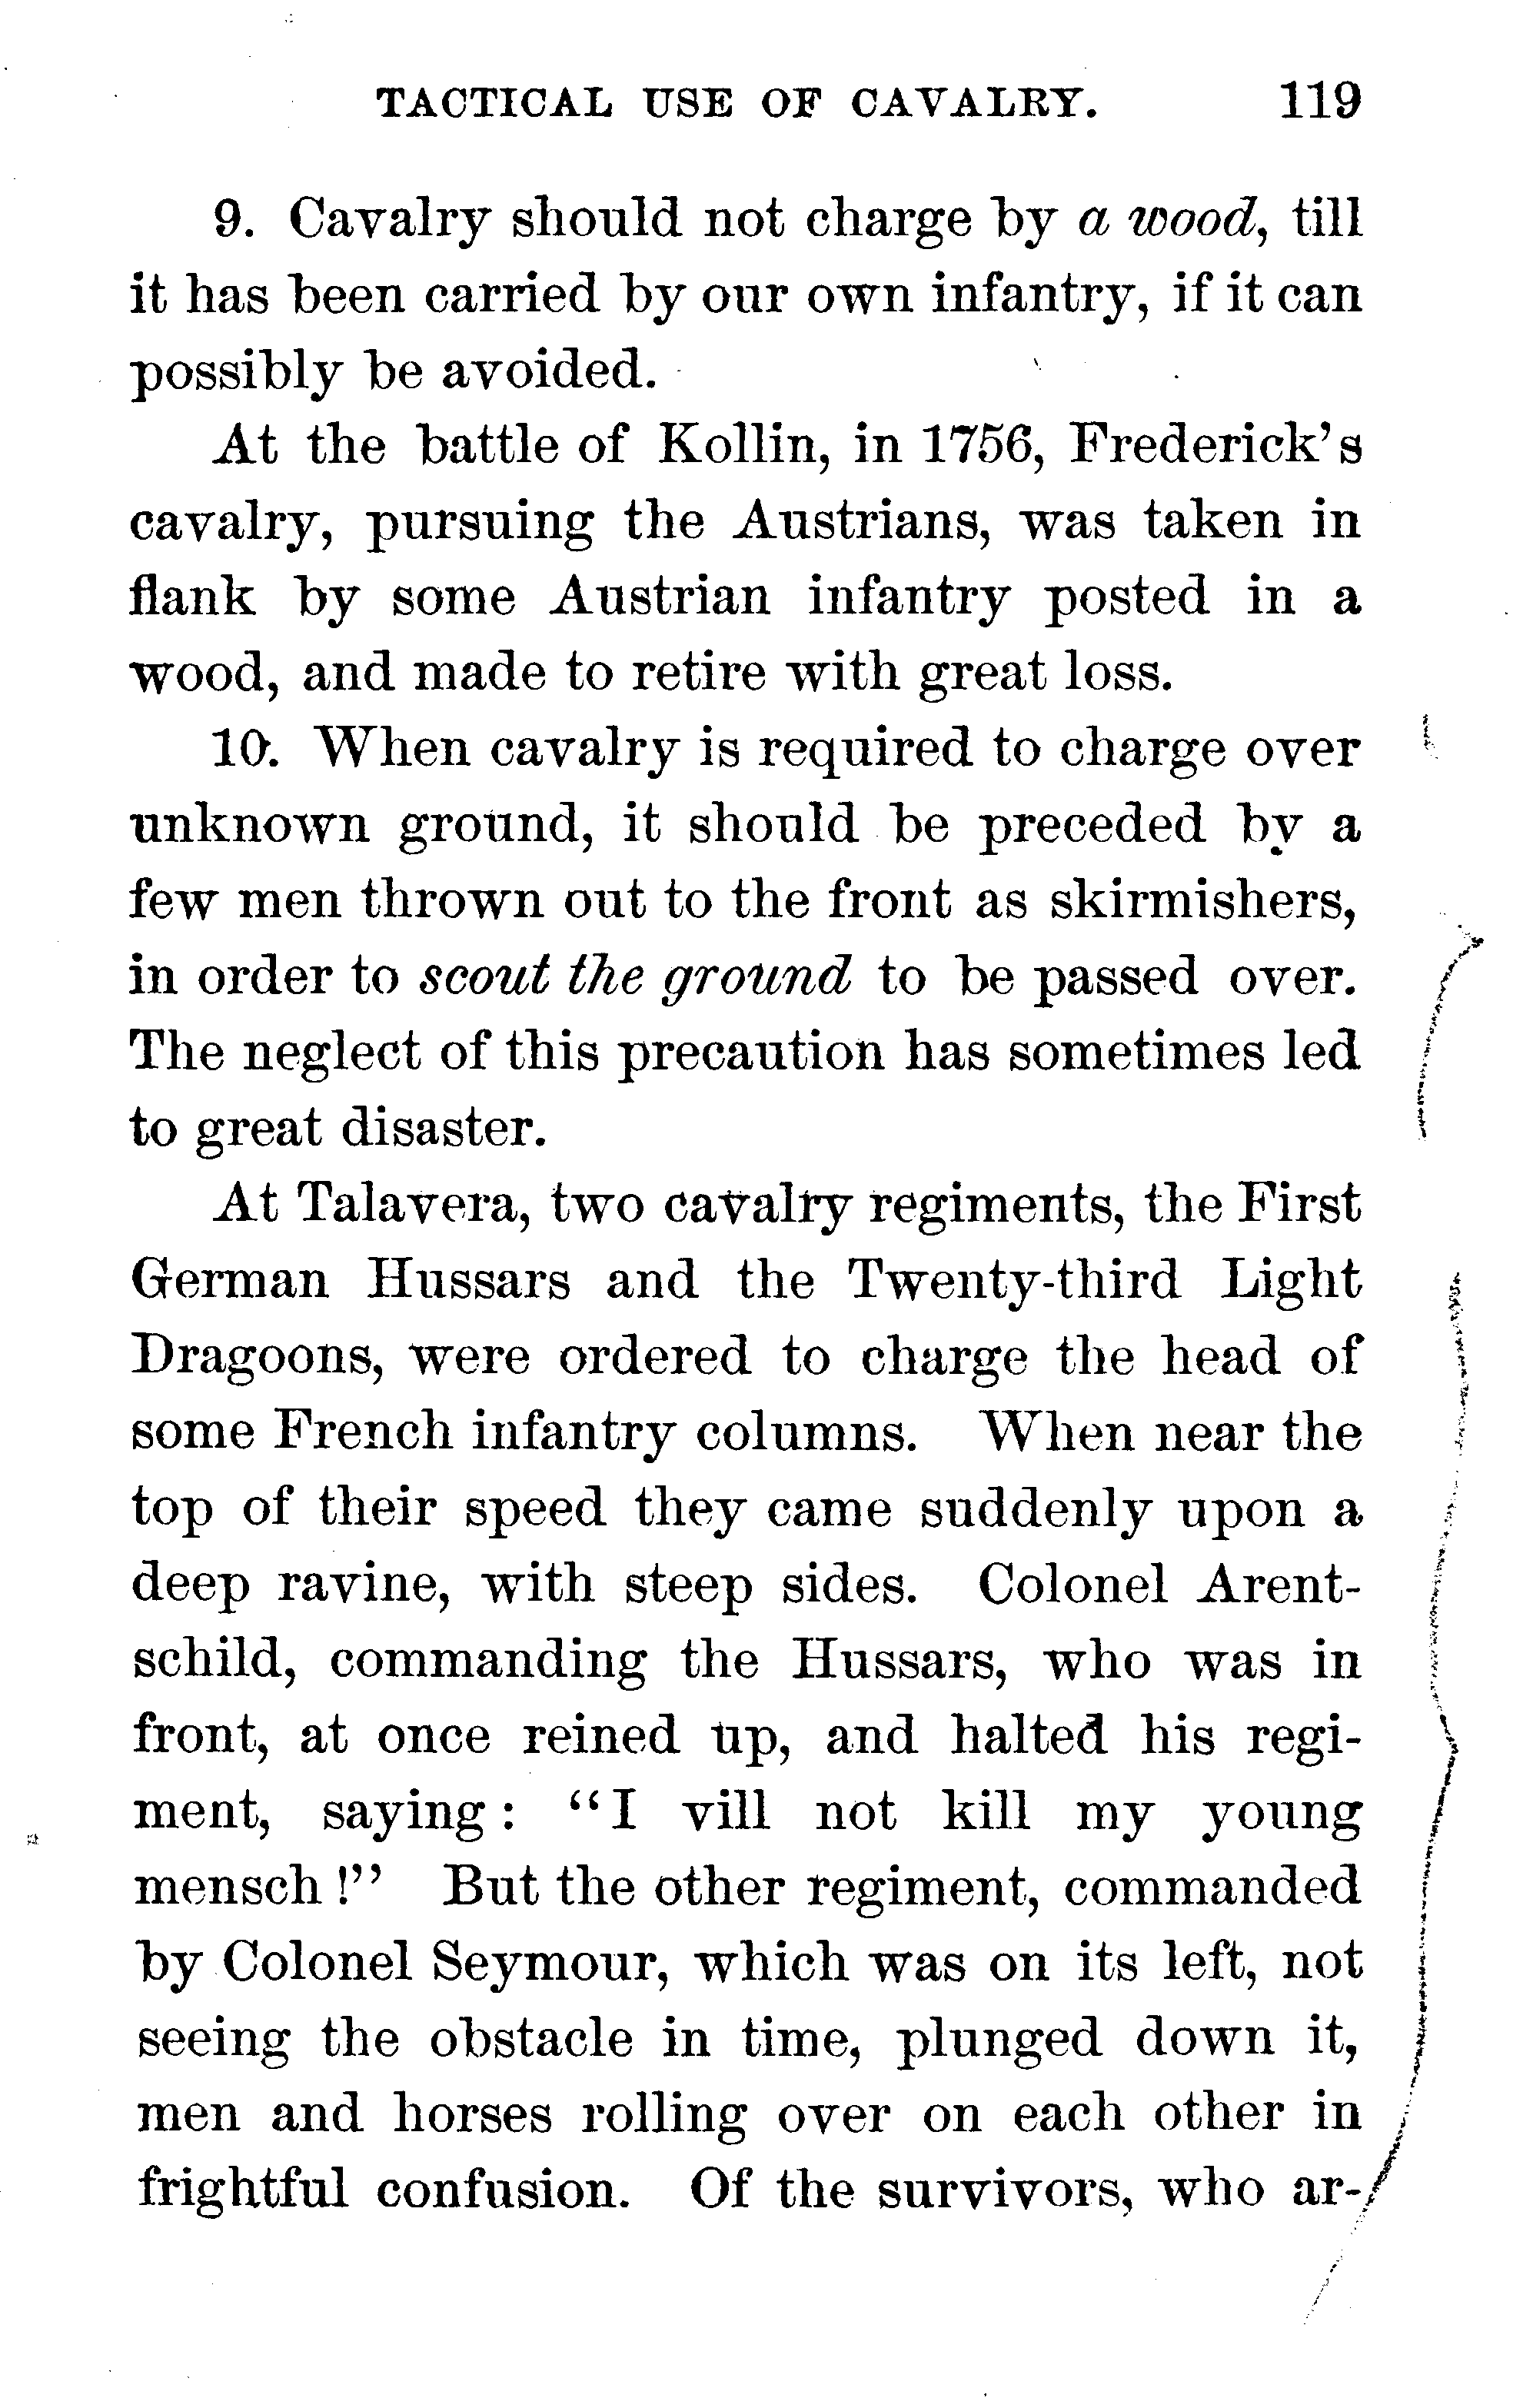 TACTICAL USE OF CAVALRY. 119
9. Cavalry should not charge by a wood, till
it has been carried by our own infantry, if it can
possibly be avoided.
At the battle of Kollin, in 1756, Frederick's
cavalry, pursuing the Austrians, was taken in
flank by some Austrian infantry posted in a
wood, and made to retire with great loss.
10. When cavalry is required to charge over
unknown ground, it should be preceded by a
few men thrown out to the front as skirmishers,
in order to scout the ground to be passed over.
The neglect of this precaution has sometimes led
to great disaster.
At Talavera, two cavalry regiments, the First
German Hussars and the Twenty-third Light
Dragoons, were ordered to charge the head of
some French infantry columns. When near the
top of their speed they came suddenly upon a
deep ravine, with steep sides. Colonel Arent-
schild, commanding the Hussars, who was in
front, at once reined up, and halted his regi-
ment, saying: "I vill not kill my young
mensch!" But the other regiment, commanded
by Colonel Seymour, which was on its left, not
seeing the obstacle in time, plunged down it,
men and horses rolling over on each other in
frightful confusion. Of the survivors, who ar-